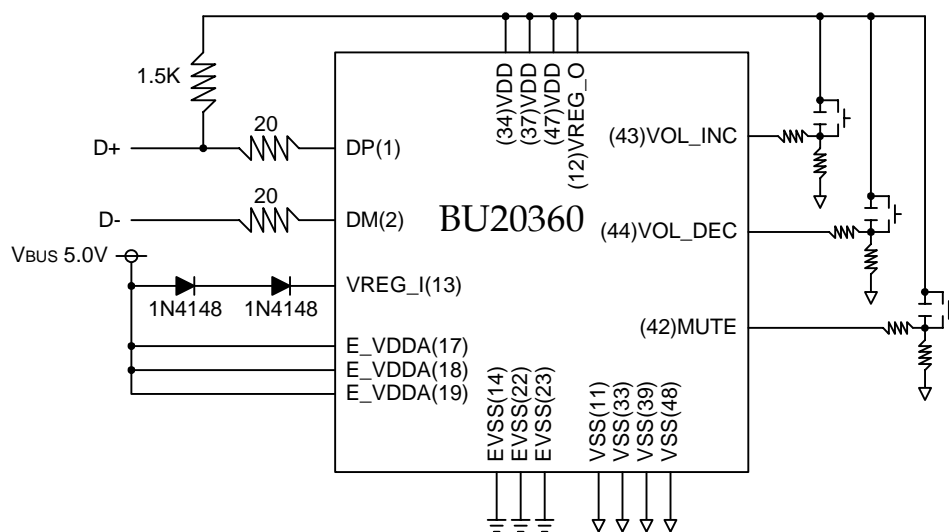 1.5K
D+
20
D-
20
VBUS 5.0V
1N4148
1N4148
DP(1)
DM(2)
VREG_I(13)
E_VDDA(17)
E_VDDA(18)
E_VDDA(19)
(34)VDD
(37)VDD
(47)VDD
(12)VREG_O
BU20360
(43)VOL_INC
(44)VOL_DEC
(42)MUTE
EVSS(14)
EVSS(22)
EVSS(23)
VSS(11)
VSS(33)
VSS(39)
VSS(48)